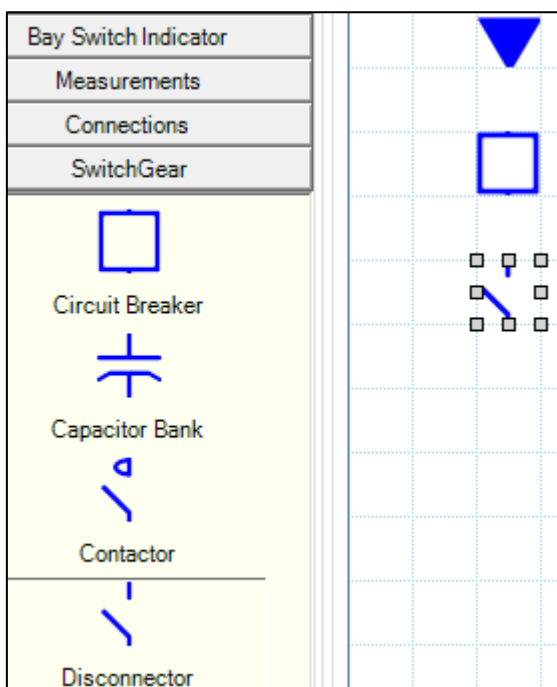 Bay Switch Indicator
Measurements
Connections
SwitchGear
Circuit Breaker
Capacitor Bank
Contactor
Disconnector